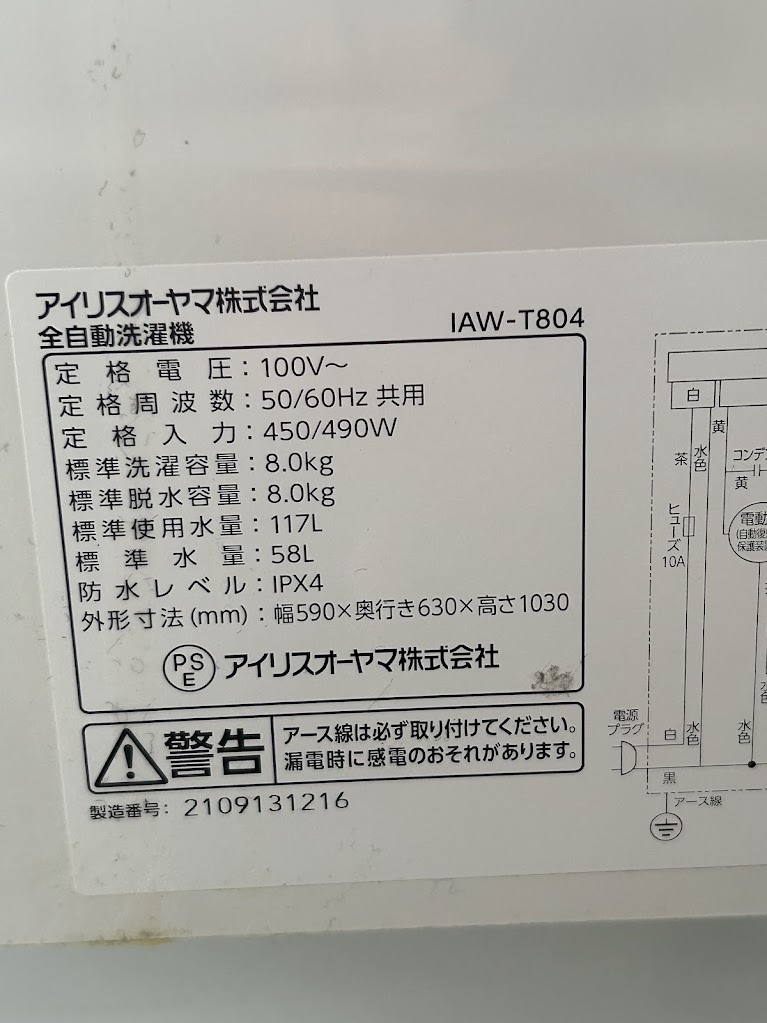 アイリスオーヤマ株式会社
全自動洗濯機 IAW-T804
定格電圧：100V～
定格周波数：50/60Hz 共用
定格入力：450/490W
標準洗濯容量：8.0kg
標準脱水容量：8.0kg
標準使用水量：117L
標準水量：58L
防水レベル：IPX4
外形寸法(mm)：幅590×奥行き630×高さ1030
PSE アイリスオーヤマ株式会社
警告
アース線は必ず取り付けてください。
漏電時に感電のおそれがあります。
製造番号：2109131216
白
黄
茶
水色
コンデ
黄
ヒューズ
10A
電動
(自動復
保護装
電源
プラグ
白
水色
水色
黒
アース線